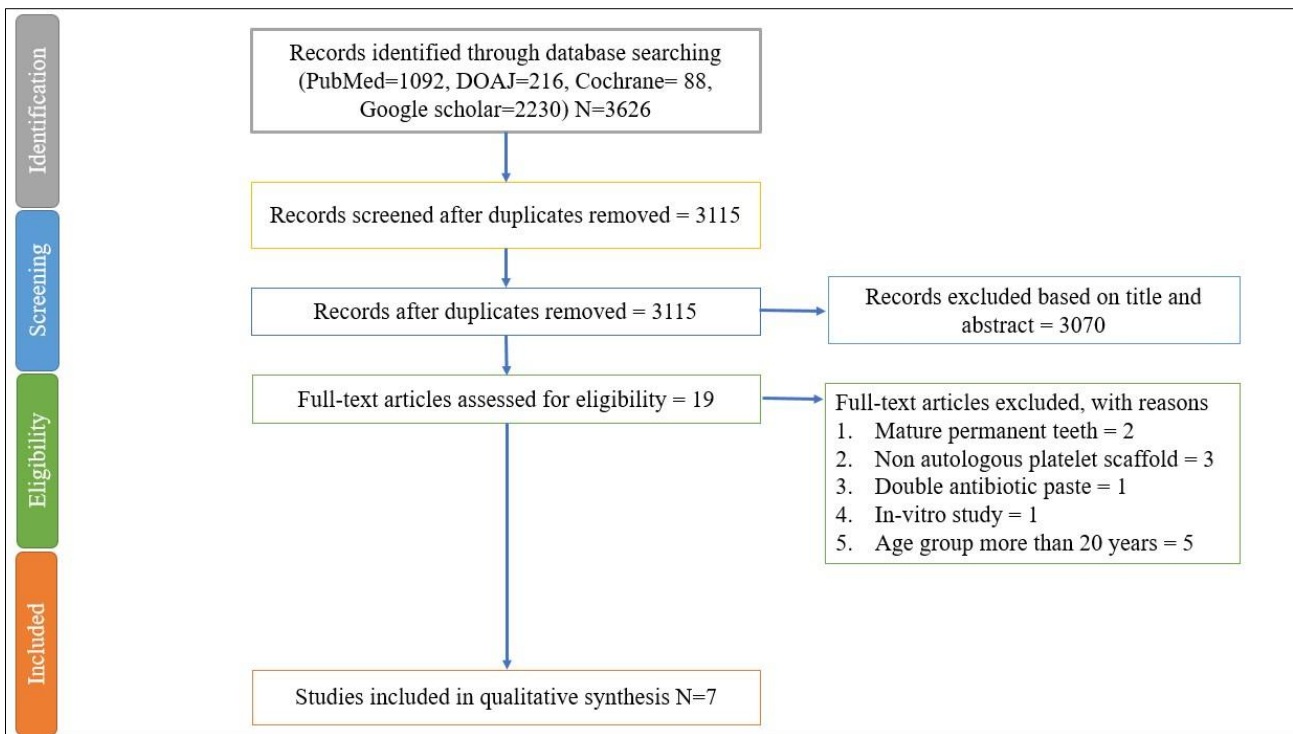 Identification
Records identified through database searching
(PubMed=1092, DOAJ=216, Cochrane= 88,
Google scholar=2230) N=3626
Records screened after duplicates removed = 3115
Screening
Records after duplicates removed = 3115
Records excluded based on title and
abstract = 3070
Eligibility
Full-text articles assessed for eligibility = 19
Full-text articles excluded, with reasons
1. Mature permanent teeth = 2
2. Non autologous platelet scaffold = 3
3. Double antibiotic paste = 1
4. In-vitro study = 1
5. Age group more than 20 years = 5
Included
Studies included in qualitative synthesis N=7